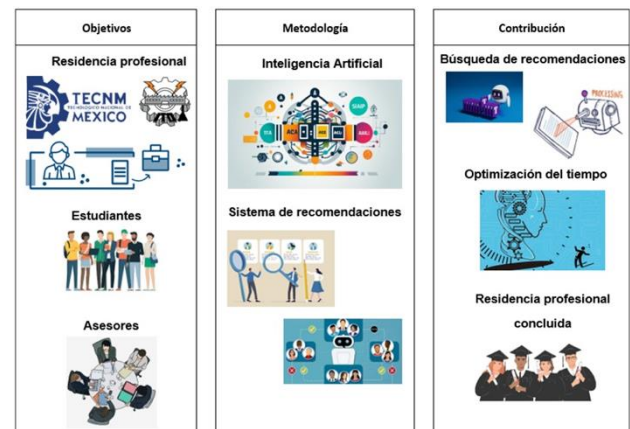 Objetivos
Residencia profesional
TECNM
TECNOLÓGICO NACIONAL DE
MÉXICO
Estudiantes
Asesores
Metodología
Inteligencia Artificial
Sistema de recomendaciones
Contribución
Búsqueda de recomendaciones
PROCESSING
Optimización del tiempo
Residencia profesional
concluida